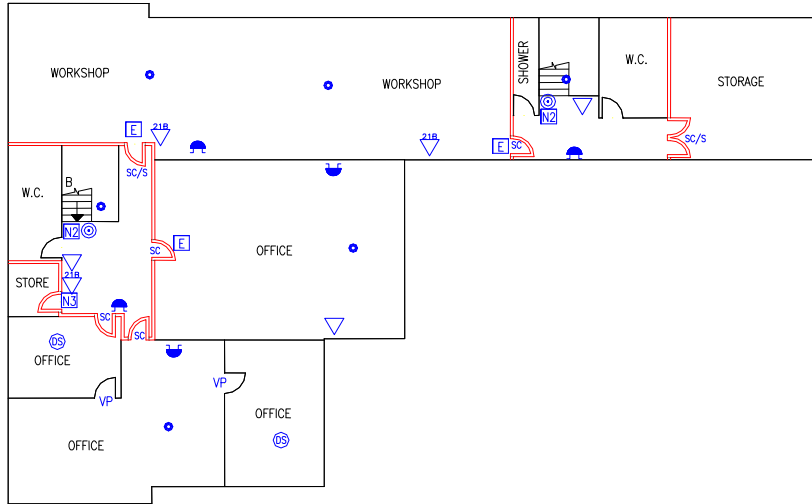 WORKSHOP
WORKSHOP
SHOWER
W.C.
STORAGE
N2
E
21B
21B
E
SC
SC/S
SC/S
W.C.
B
N2
SC
E
OFFICE
21B
STORE
N3
SC
SC
DS
OFFICE
VP
VP
OFFICE
DS
OFFICE